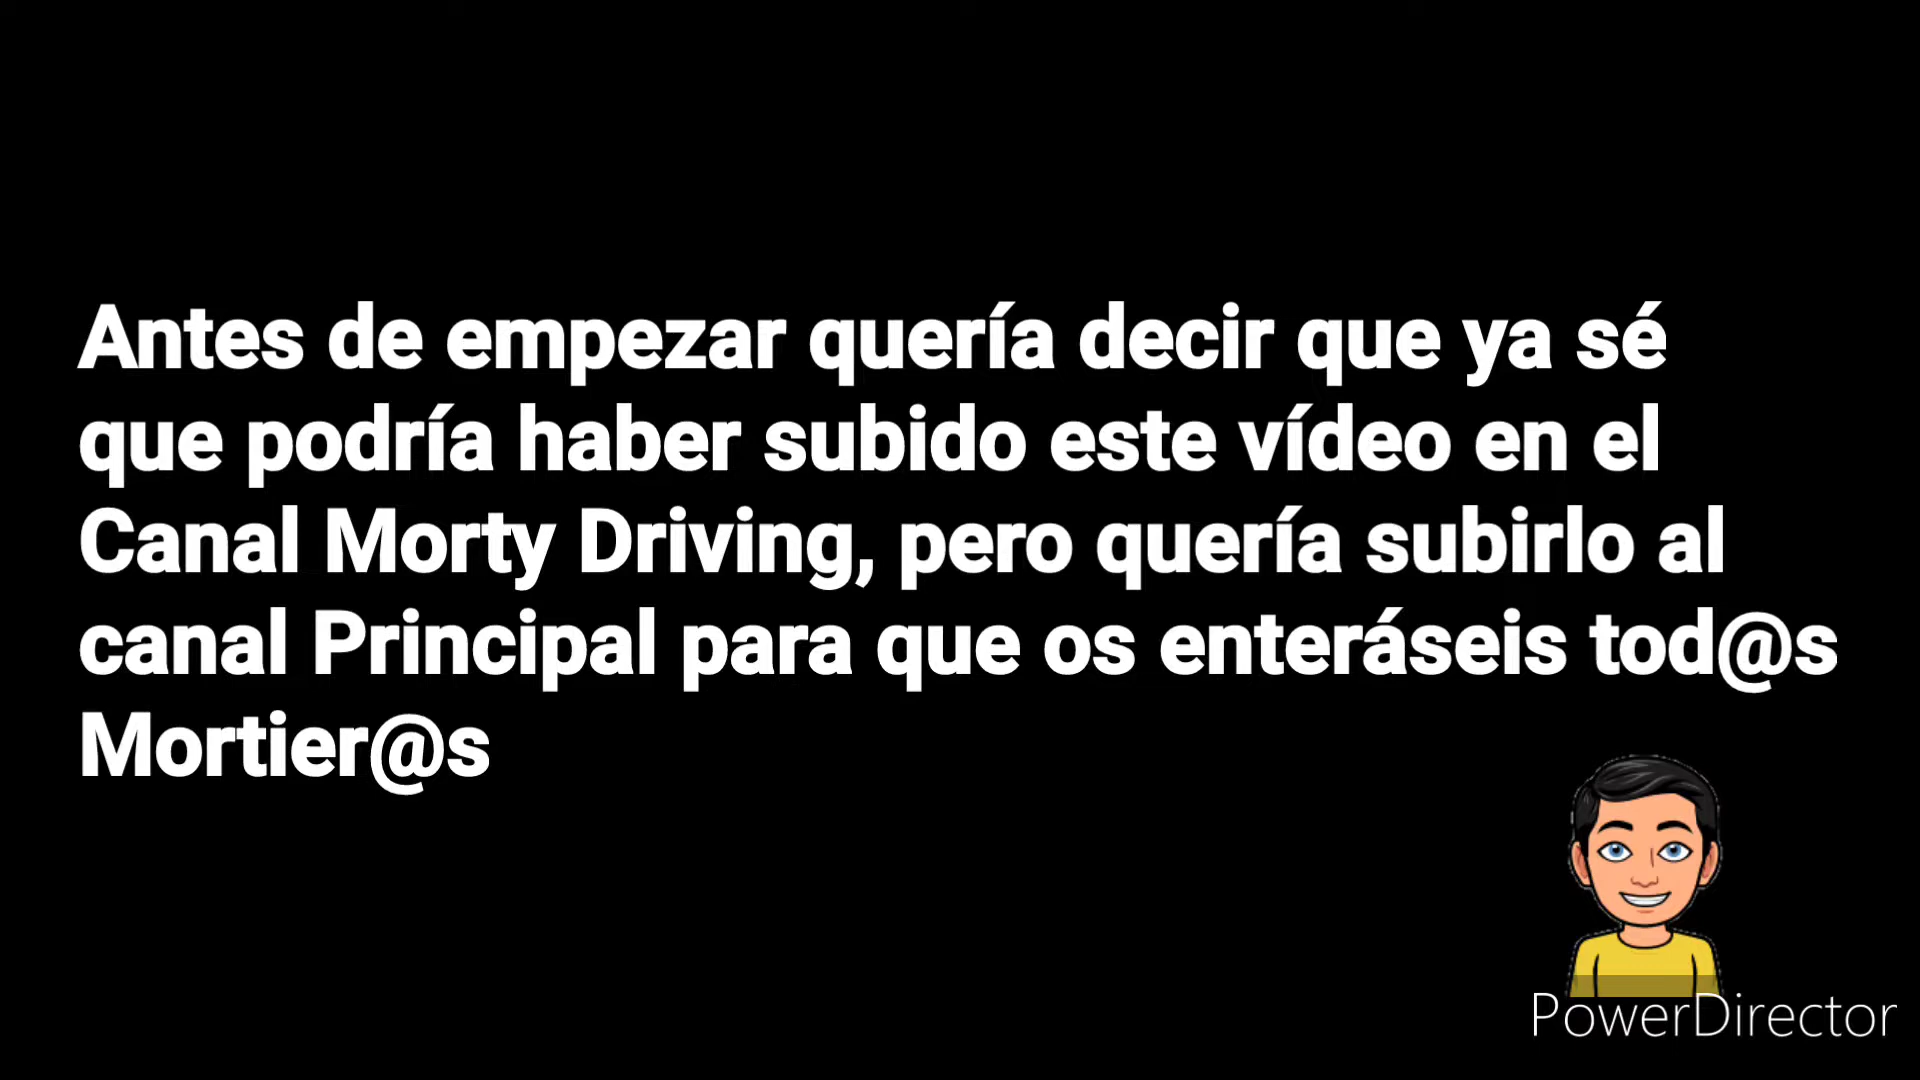 Antes de empezar quería decir que ya sé
que podría haber subido este vídeo en el
Canal Morty Driving, pero quería subirlo al
canal Principal para que os enteráseis tod@s
Mortier@s
PowerDirector